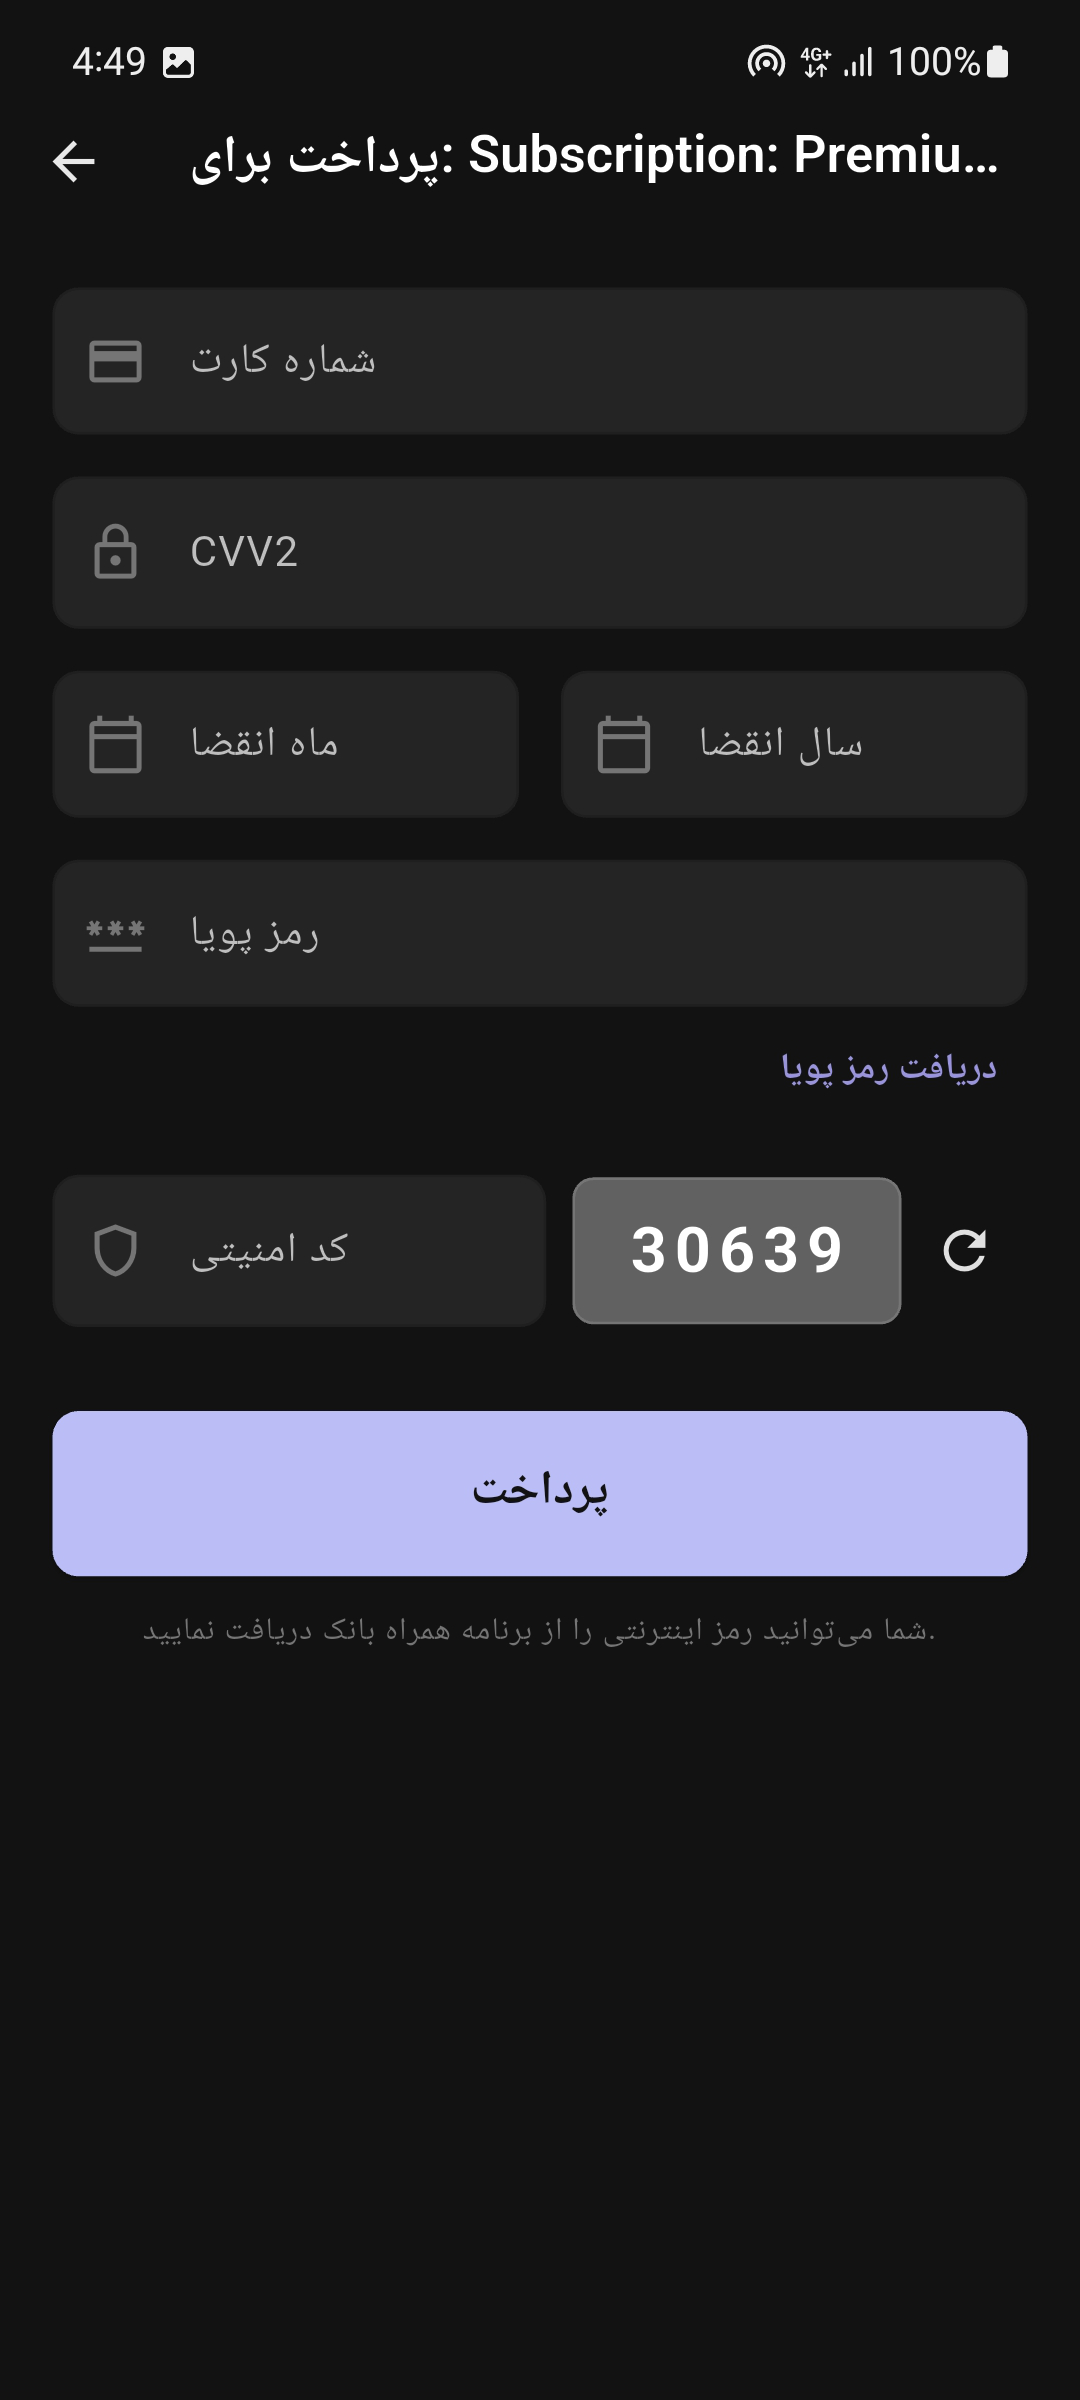 4:49 4G+ 100%
پرداخت برای: Subscription: Premiu...
شماره کارت
CVV2
ماه انقضا
سال انقضا
***
رمز پویا
دریافت رمز پویا
کد امنیتی
30639
پرداخت
شما می‌توانید رمز اینترنتی را از برنامه همراه بانک دریافت نمایید.